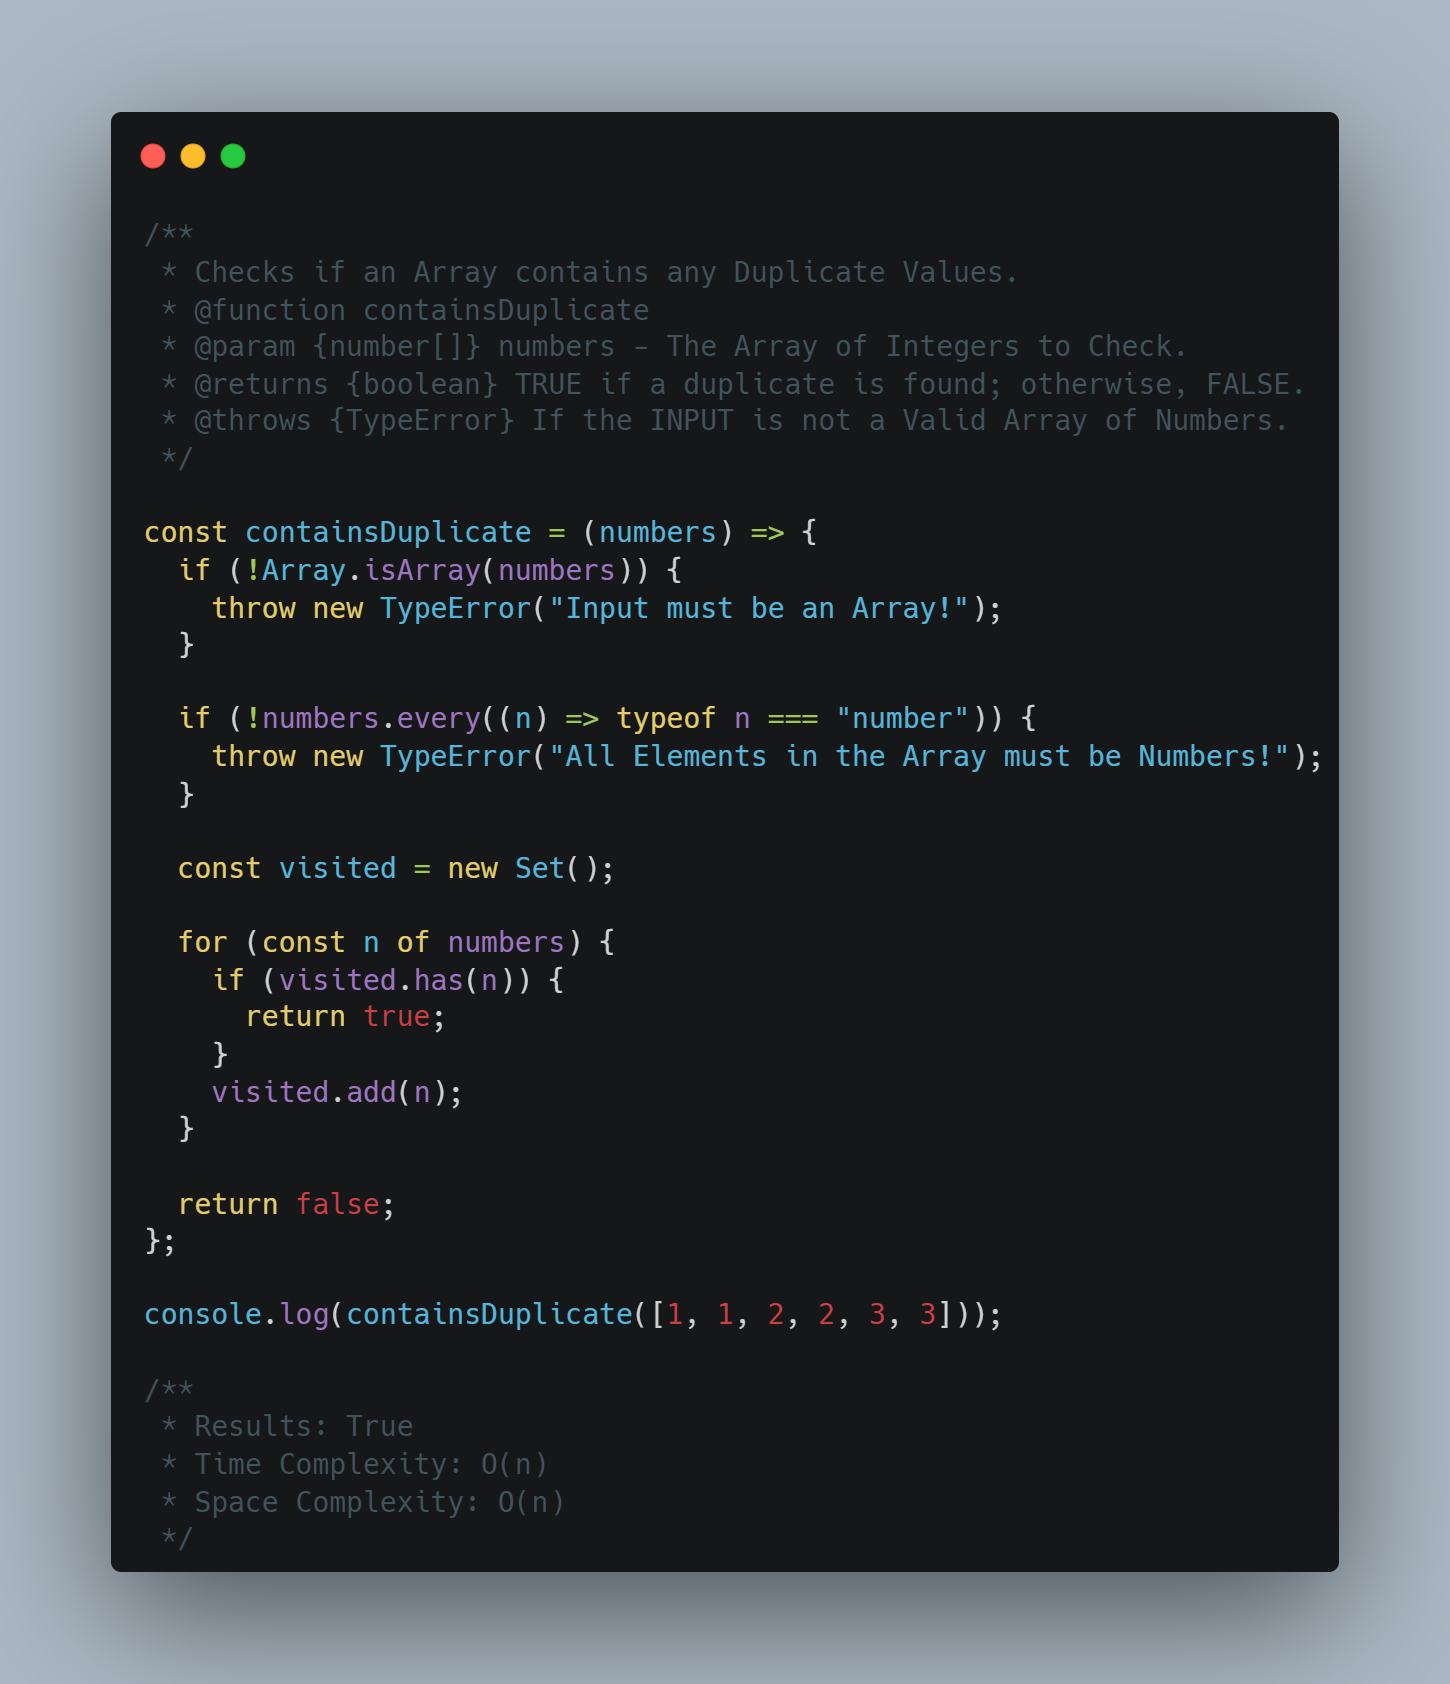 /**
 * Checks if an Array contains any Duplicate Values.
 * @function containsDuplicate
 * @param {number[]} numbers - The Array of Integers to Check.
 * @returns {boolean} TRUE if a duplicate is found; otherwise, FALSE.
 * @throws {TypeError} If the INPUT is not a Valid Array of Numbers.
 */

const containsDuplicate = (numbers) => {
  if (!Array.isArray(numbers)) {
    throw new TypeError("Input must be an Array!");
  }

  if (!numbers.every((n) => typeof n === "number")) {
    throw new TypeError("All Elements in the Array must be Numbers!");
  }

  const visited = new Set();

  for (const n of numbers) {
    if (visited.has(n)) {
      return true;
    }
    visited.add(n);
  }

  return false;
};

console.log(containsDuplicate([1, 1, 2, 2, 3, 3]));

/**
 * Results: True
 * Time Complexity: O(n)
 * Space Complexity: O(n)
 */